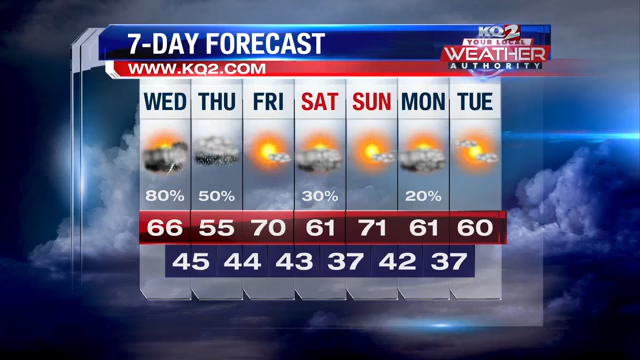 7-DAY FORECAST
WWW.KQ2.COM
KQ2
YOUR LOCAL
WEATHER
AUTHORITY
WED THU FRI SAT SUN MON TUE
80% 50% 30% 20%
66 55 70 61 71 61 60
45 44 43 37 42 37